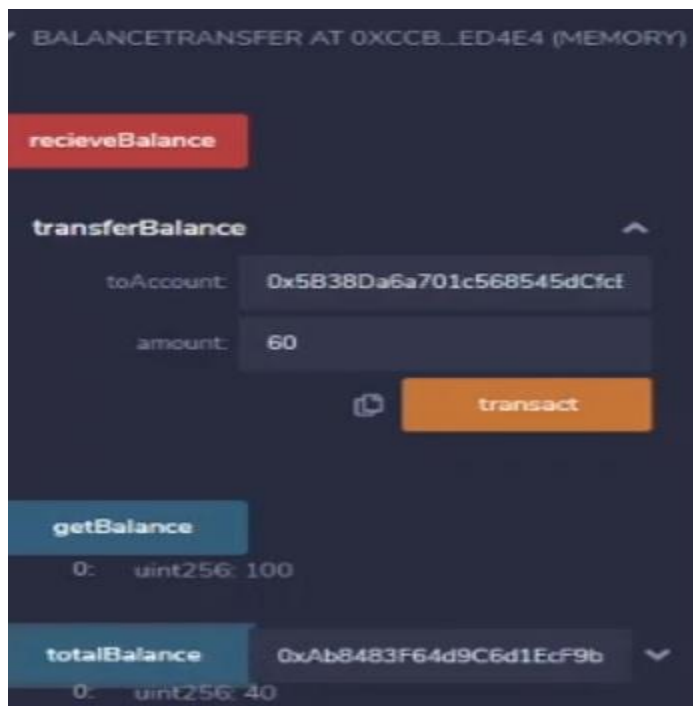 BALANCETRANSFER AT 0XCCB...ED4E4 (MEMORY)
recieveBalance
transferBalance
toAccount: 0x5B38Da6a701c568545dCfcB
amount: 60
transact
getBalance
0: uint256: 100
totalBalance 0xAb8483F64d9C6d1EcF9b
0: uint256: 40